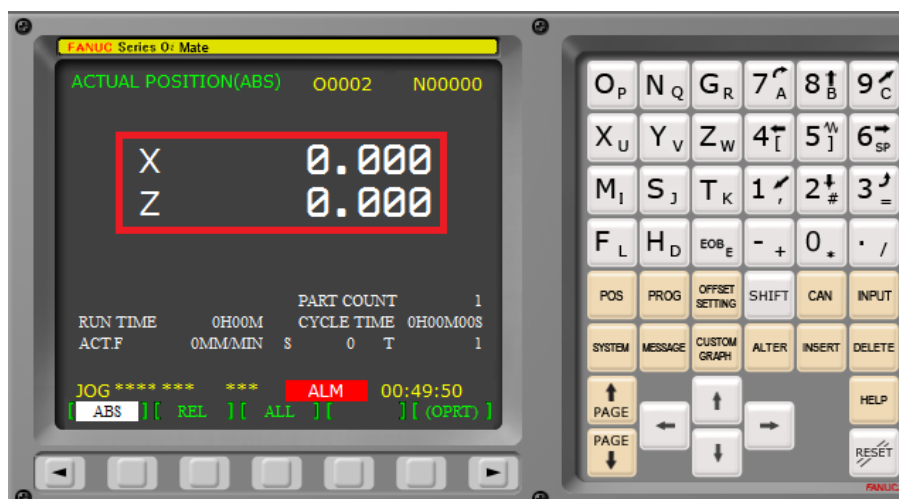 FANUC Series 0i Mate
ACTUAL POSITION(ABS) O0002 N00000
X 0.000
Z 0.000
PART COUNT 1
RUN TIME 0H00M CYCLE TIME 0H00M00S
ACT.F 0MM/MIN S 0 T 1
JOG **** *** *** ALM 00:49:50
[ ABS ] [ REL ] [ ALL ] [ ] [ (OPRT) ]
OP NQ GR 7A 8B 9C
XU YV ZW 4[ 5] 6SP
MI SJ TK 1, 2# 3=
FL HD EOBE -+ 0* ./
POS PROG OFFSET SETTING SHIFT CAN INPUT
SYSTEM MESSAGE CUSTOM GRAPH ALTER INSERT DELETE
PAGE HELP
PAGE RESET
FANUC